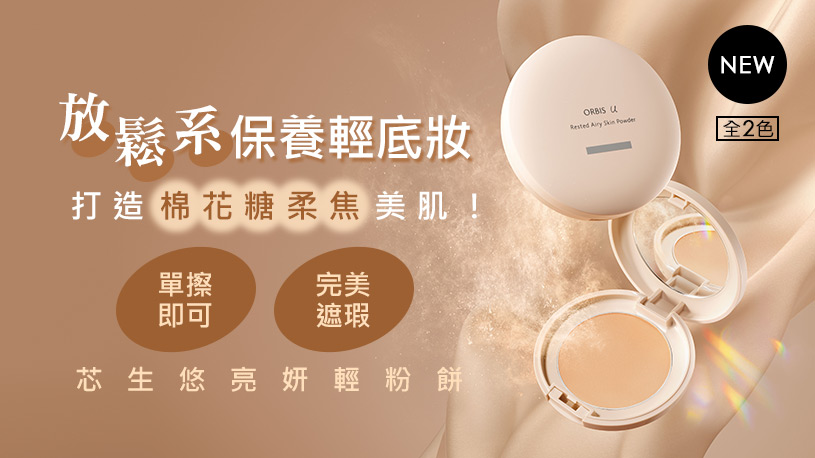 放鬆系保養輕底妝
打造棉花糖柔焦美肌！
單擦
即可
完美
遮瑕
芯生悠亮妍輕粉餅
ORBIS u
Rested Airy Skin Powder
NEW
全2色